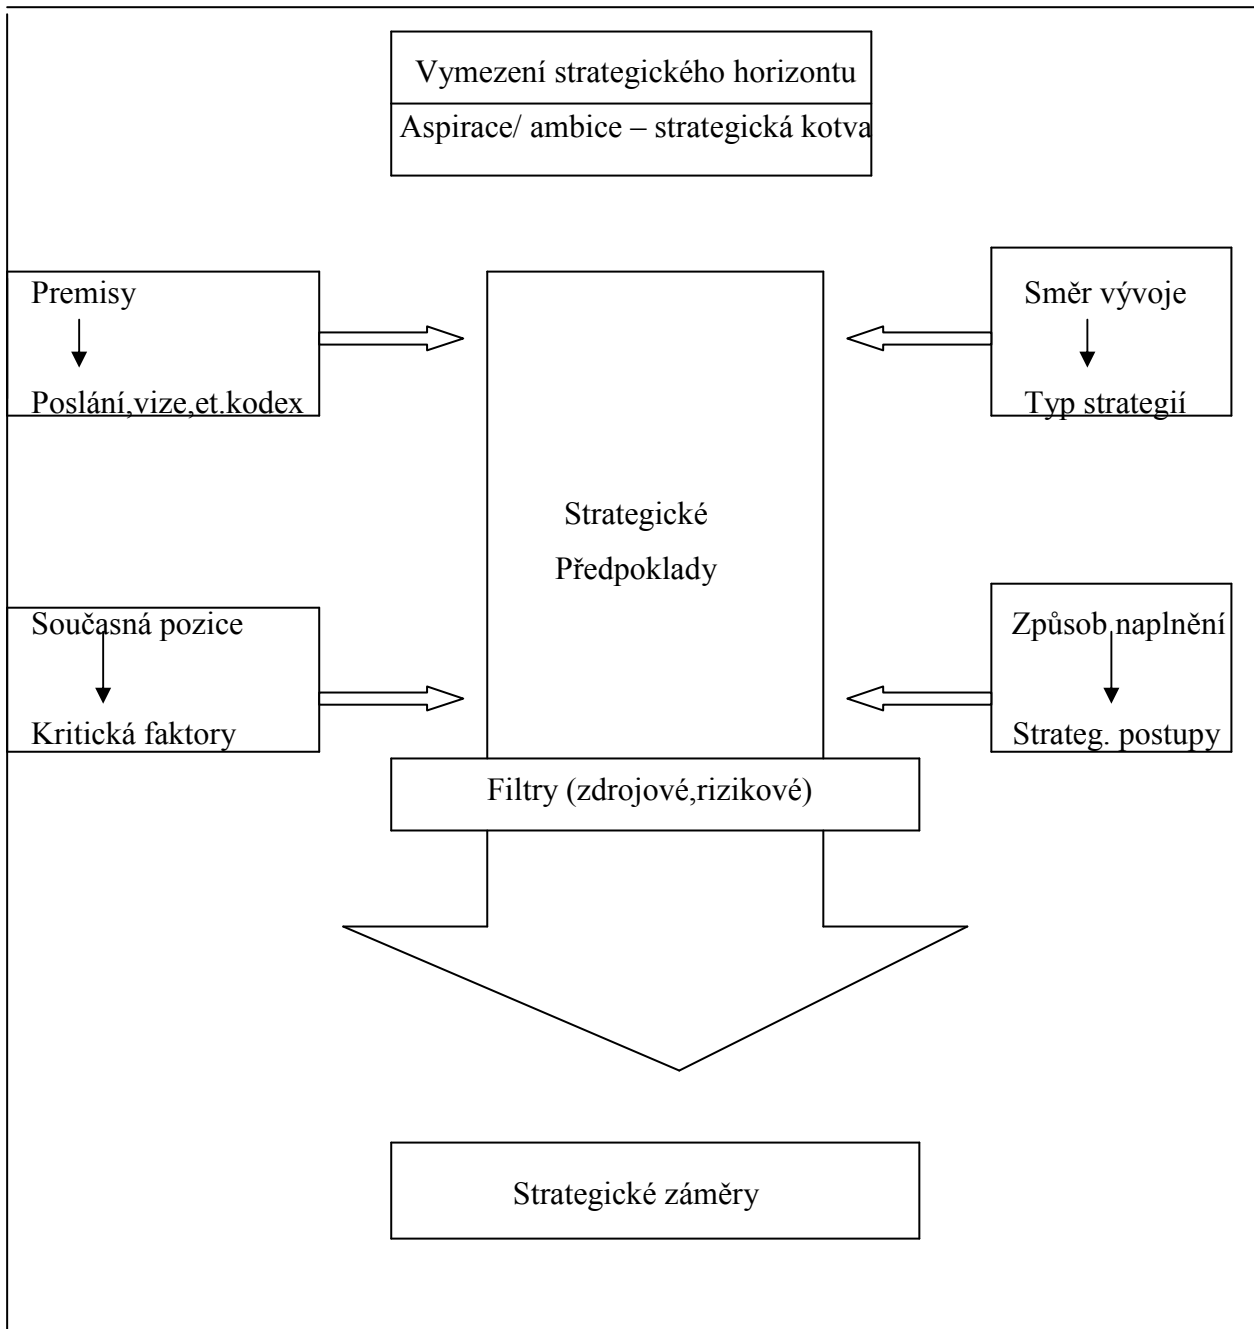 Vymezení strategického horizontu
Aspirace/ ambice – strategická kotva
Premisy
Poslání,vize,et.kodex
Směr vývoje
Typ strategií
Strategické
Předpoklady
Současná pozice
Kritická faktory
Způsob naplnění
Strateg. postupy
Filtry (zdrojové,rizikové)
Strategické záměry